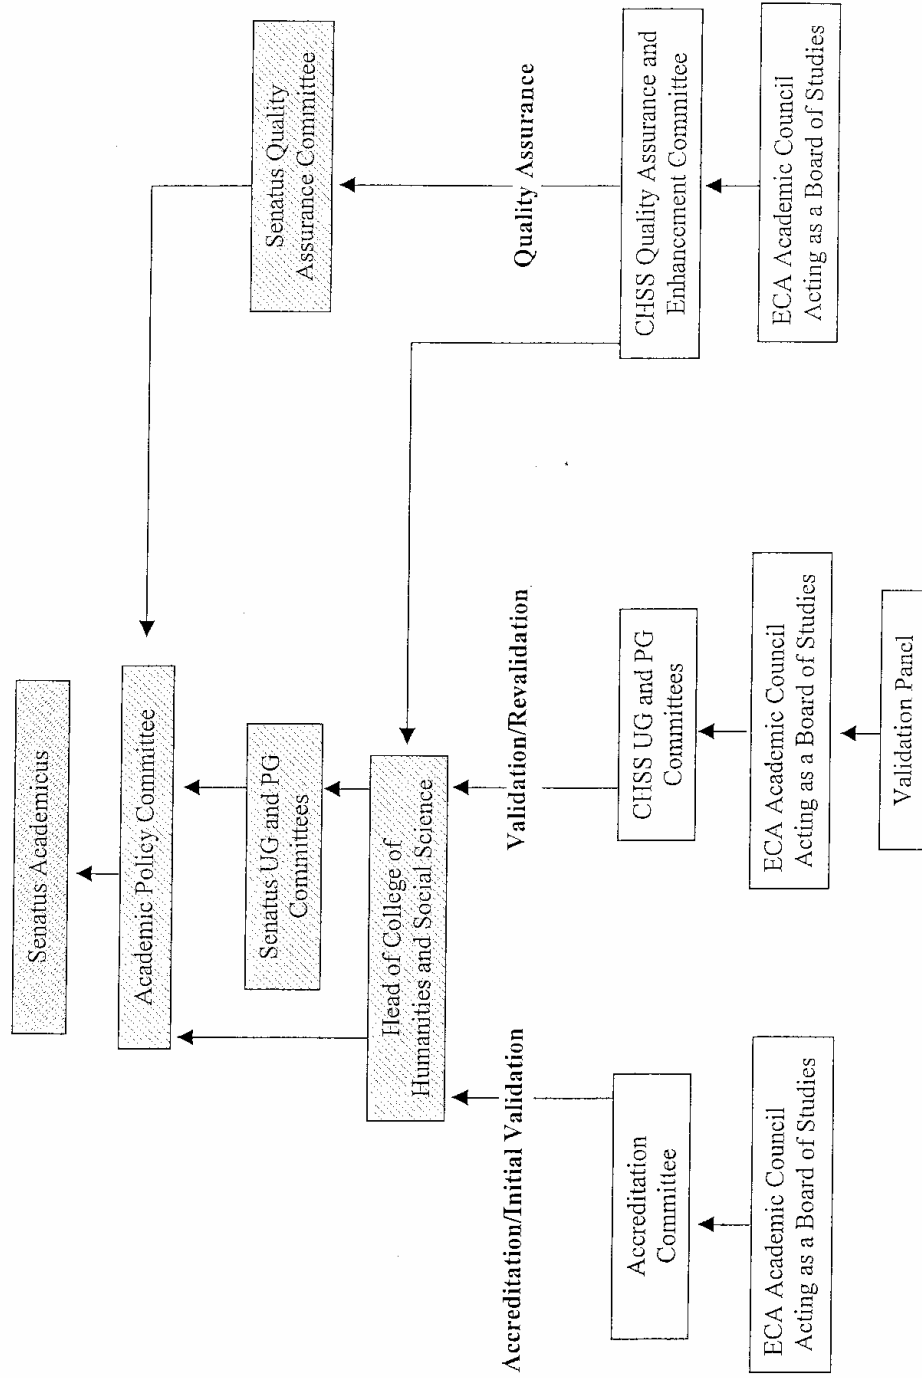 Senatus Academicus
Academic Policy Committee
Senatus UG and PG
Committees
Senatus Quality
Assurance Committee
Head of College of
Humanities and Social Science
Accreditation/Initial Validation
Validation/Revalidation
Quality Assurance
Accreditation
Committee
CHSS UG and PG
Committees
CHSS Quality Assurance and
Enhancement Committee
ECA Academic Council
Acting as a Board of Studies
ECA Academic Council
Acting as a Board of Studies
ECA Academic Council
Acting as a Board of Studies
Validation Panel